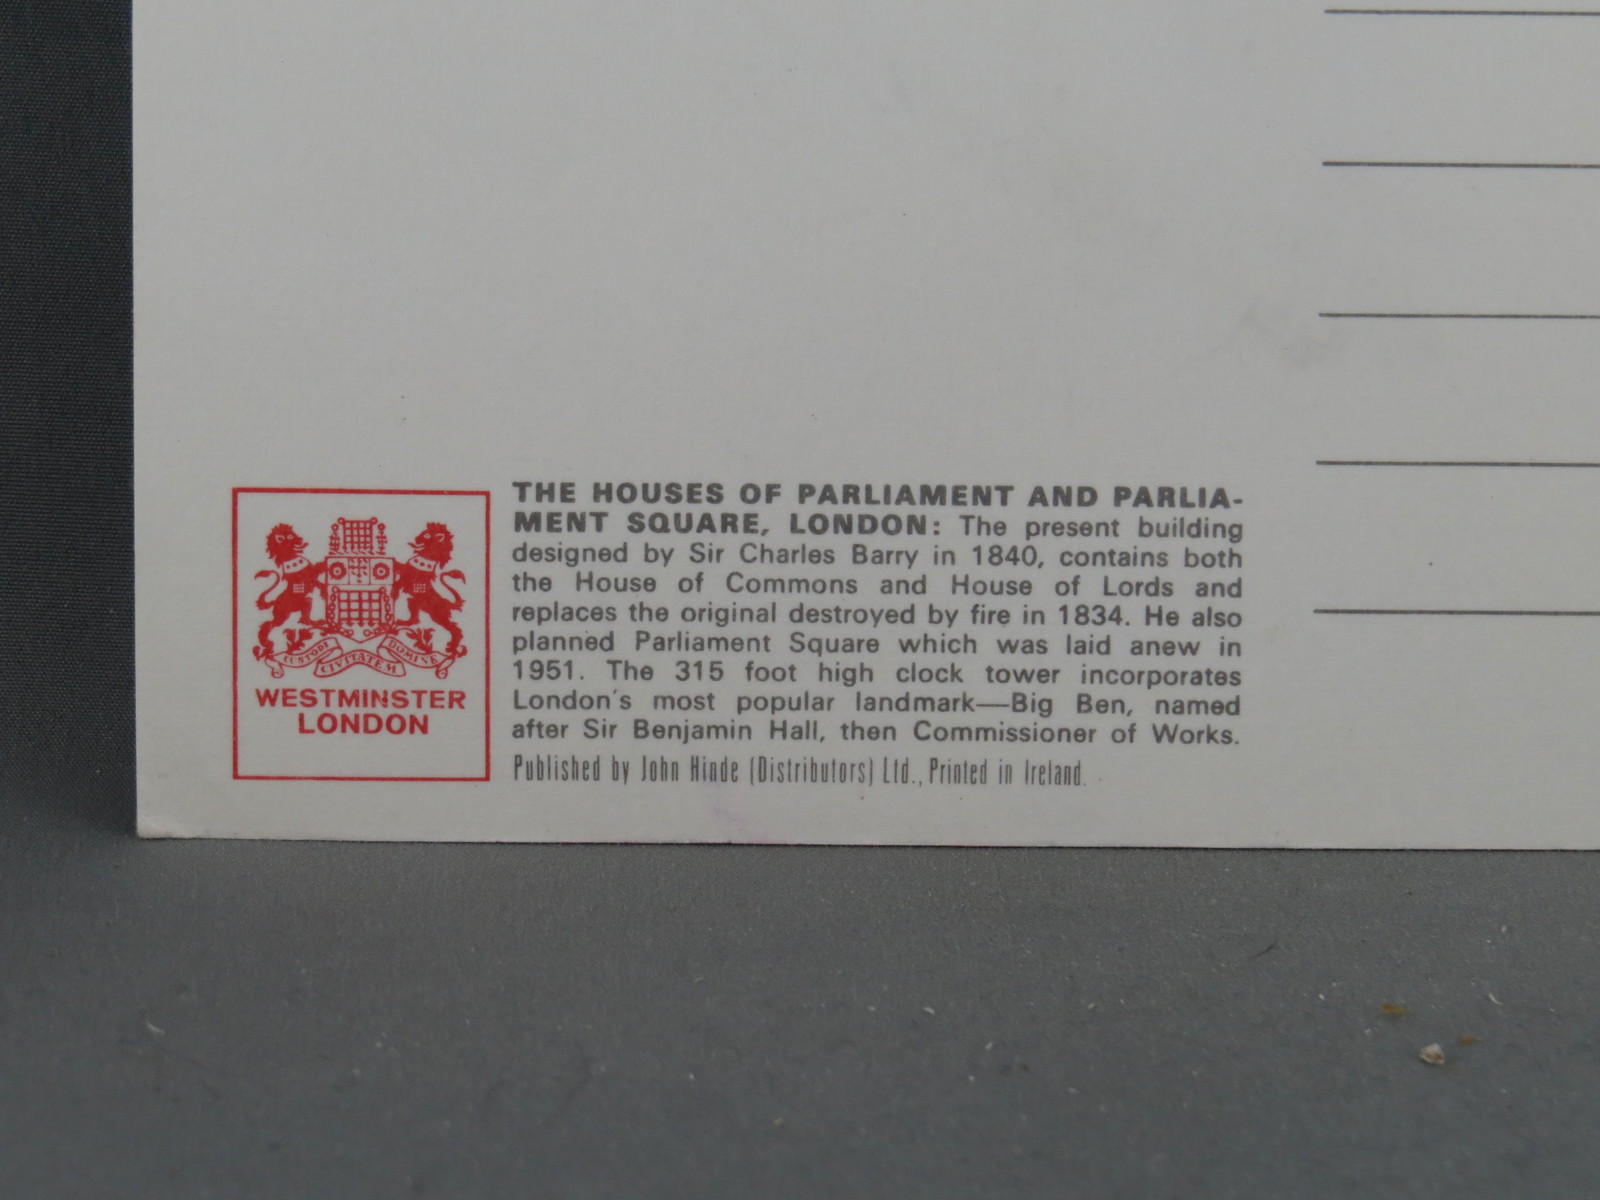 CUSTODI CIVITATEM DOMINE
WESTMINSTER
LONDON
THE HOUSES OF PARLIAMENT AND PARLIA-
MENT SQUARE, LONDON: The present building
designed by Sir Charles Barry in 1840, contains both
the House of Commons and House of Lords and
replaces the original destroyed by fire in 1834. He also
planned Parliament Square which was laid anew in
1951. The 315 foot high clock tower incorporates
London's most popular landmark—Big Ben, named
after Sir Benjamin Hall, then Commissioner of Works.
Published by John Hinde (Distributors) Ltd., Printed in Ireland.